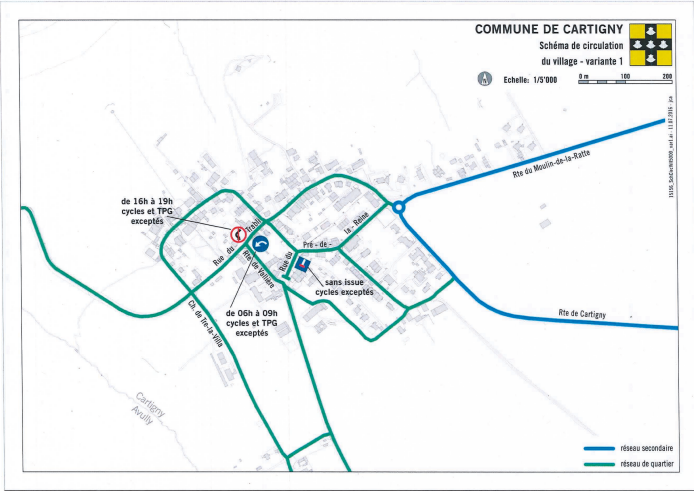 COMMUNE DE CARTIGNY
Schéma de circulation
du village - variante 1
Echelle: 1/5'000
0 m 100 200
Rte du Moulin-de-la-Ratte
de 16h à 19h
cycles et TPG
exceptés
Rue du Trabli
Rte de Vallière
Rue du
Pré - de -
la - Reine
sans issue
cycles exceptés
de 06h à 09h
cycles et TPG
exceptés
Ch. de Tre-la-Villa
Rte de Cartigny
Cartigny
Avully
réseau secondaire
réseau de quartier